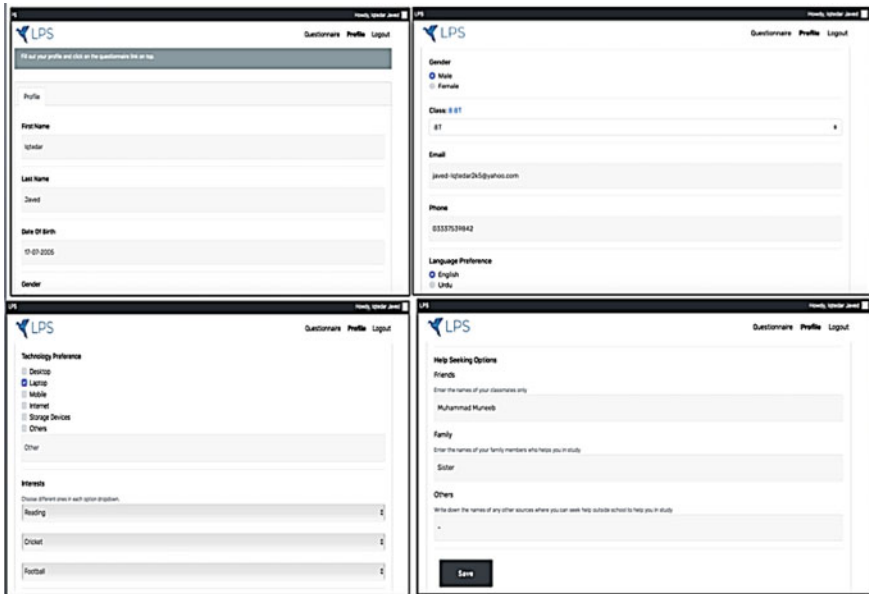 LPS
Howdy, Iqtedar Javed
LPS
Questionnaire Profile Logout
Fill out your profile and click on the questionnaire link on top.
Profile
First Name
Iqtedar
Last Name
Javed
Date Of Birth
17-07-2005
Gender
LPS
Howdy, Iqtedar Javed
LPS
Questionnaire Profile Logout
Gender
Male
Female
Class: 8-8T
8T
Email
javed-iqtedar2k5@yahoo.com
Phone
03337539842
Language Preference
English
Urdu
LPS
Howdy, Iqtedar Javed
LPS
Questionnaire Profile Logout
Technology Preference
Desktop
Laptop
Mobile
Internet
Storage Devices
Others
Other
Interests
Choose different ones in each option dropdown.
Reading
Cricket
Football
LPS
Howdy, Iqtedar Javed
LPS
Questionnaire Profile Logout
Help Seeking Options
Friends
Enter the names of your classmates only
Muhammad Muneeb
Family
Enter the names of your family members who helps you in study
Sister
Others
Write down the names of any other sources where you can seek help outside school to help you in study
-
Save